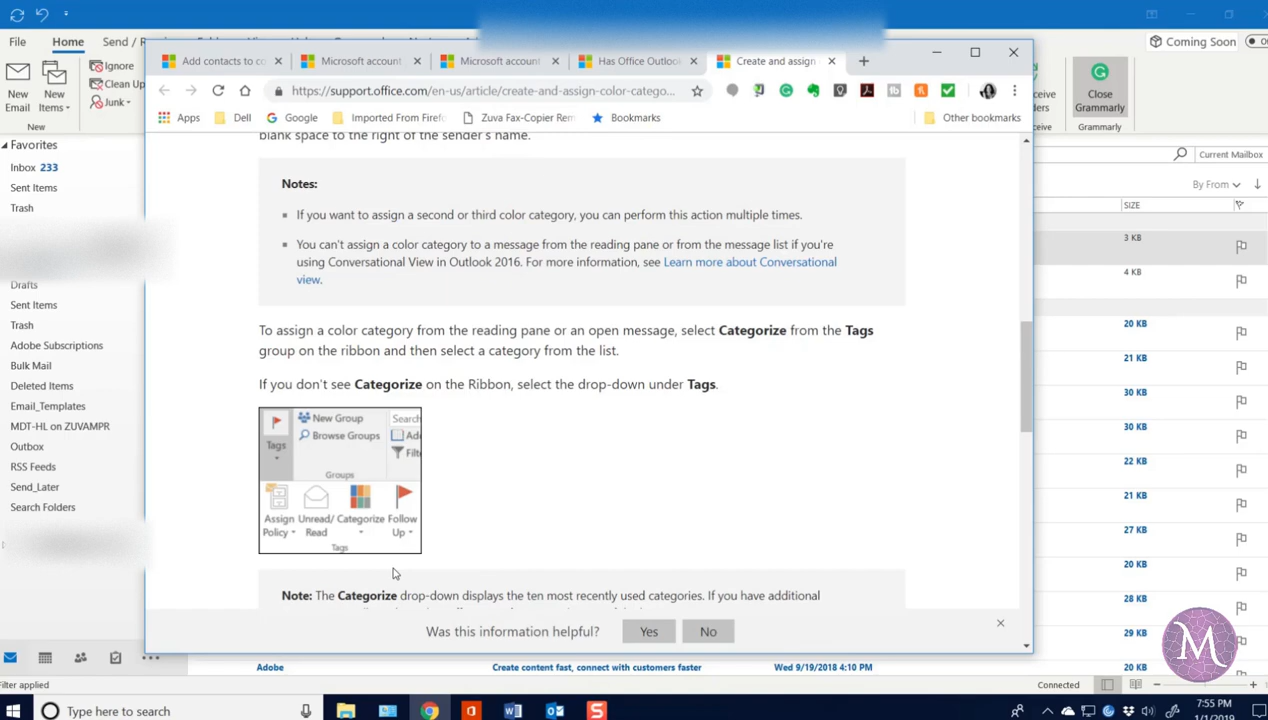 File
Home
Send / R
Coming Soon
Ignore
Clean Up
Junk
New
Email
New
Items
New
Close
Grammarly
Grammarly
Favorites
Inbox 233
Sent Items
Trash
Drafts
Sent Items
Trash
Adobe Subscriptions
Bulk Mail
Deleted Items
Email_Templates
MDT-HL on ZUVAMPR
Outbox
RSS Feeds
Send_Later
Search Folders
Add contacts to co
Microsoft account
Microsoft account
Has Office Outlook
Create and assign
https://support.office.com/en-us/article/create-and-assign-color-catego...
Apps
Dell
Google
Imported From Firefo
Zuva Fax-Copier Rem
Bookmarks
Other bookmarks
blank space to the right of the sender's name.
Notes:
If you want to assign a second or third color category, you can perform this action multiple times.
You can't assign a color category to a message from the reading pane or from the message list if you're
using Conversational View in Outlook 2016. For more information, see Learn more about Conversational
view.
To assign a color category from the reading pane or an open message, select Categorize from the Tags
group on the ribbon and then select a category from the list.
If you don't see Categorize on the Ribbon, select the drop-down under Tags.
Tags
New Group
Browse Groups
Groups
Search
Ad
Filt
Assign
Policy
Unread/
Read
Categorize
Follow
Up
Tags
Note: The Categorize drop-down displays the ten most recently used categories. If you have additional
Was this information helpful?
Yes
No
Current Mailbox
By From
SIZE
3 KB
4 KB
20 KB
21 KB
30 KB
30 KB
22 KB
21 KB
27 KB
20 KB
28 KB
29 KB
20 KB
Adobe
Create content fast, connect with customers faster
Wed 9/19/2018 4:10 PM
Filter applied
Connected
M
Type here to search
7:55 PM
1/1/2019